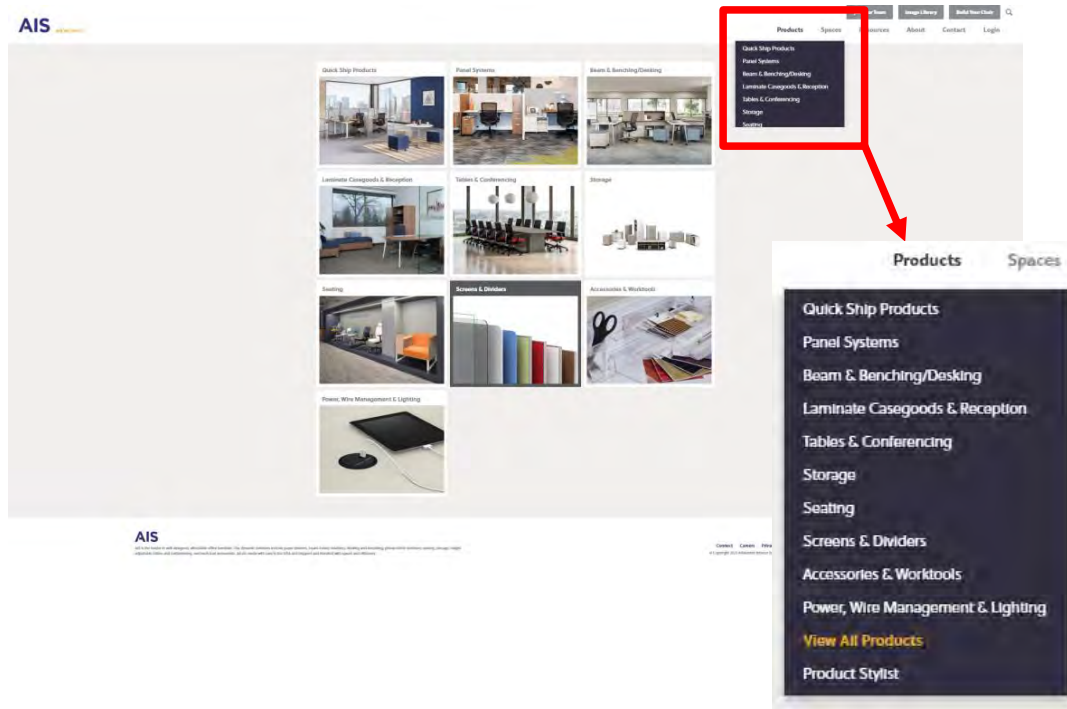 AIS
Image Library
Build Your Chair
Products
Spaces
Resources
About
Contact
Login
Quick Ship Products
Panel Systems
Beam & Benching/Desking
Laminate Casegoods & Reception
Tables & Conferencing
Storage
Seating
Quick Ship Products
Panel Systems
Beam & Benching/Desking
Laminate Casegoods & Reception
Tables & Conferencing
Storage
Seating
Screens & Dividers
Accessories & Worktools
Power, Wire Management & Lighting
Products
Spaces
Quick Ship Products
Panel Systems
Beam & Benching/Desking
Laminate Casegoods & Reception
Tables & Conferencing
Storage
Seating
Screens & Dividers
Accessories & Worktools
Power, Wire Management & Lighting
View All Products
Product Stylist
AIS
Connect
Careers